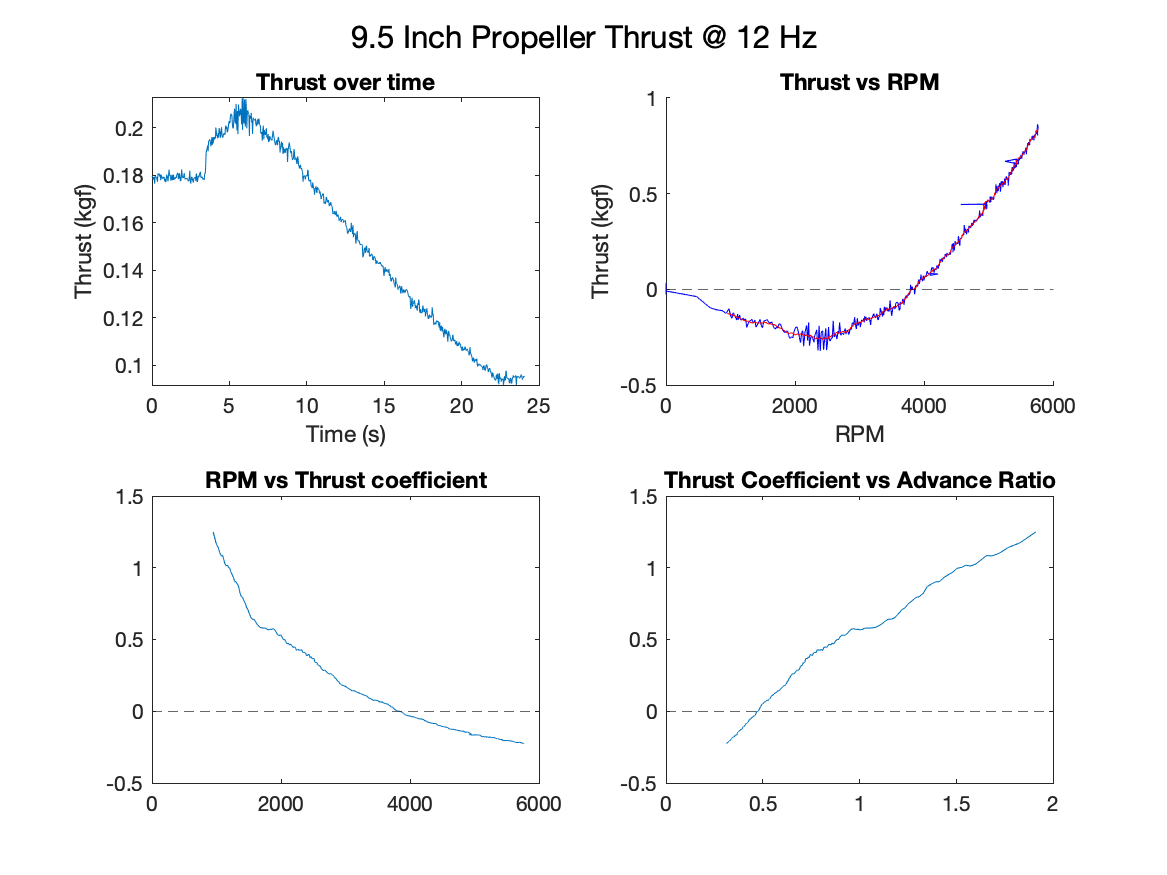 9.5 Inch Propeller Thrust @ 12 Hz
Thrust over time
Thrust (kgf)
0.2
0.18
0.16
0.14
0.12
0.1
0 5 10 15 20 25
Time (s)
Thrust vs RPM
Thrust (kgf)
1
0.5
0
-0.5
0 2000 4000 6000
RPM
RPM vs Thrust coefficient
1.5
1
0.5
0
-0.5
0 2000 4000 6000
Thrust Coefficient vs Advance Ratio
1.5
1
0.5
0
-0.5
0 0.5 1 1.5 2